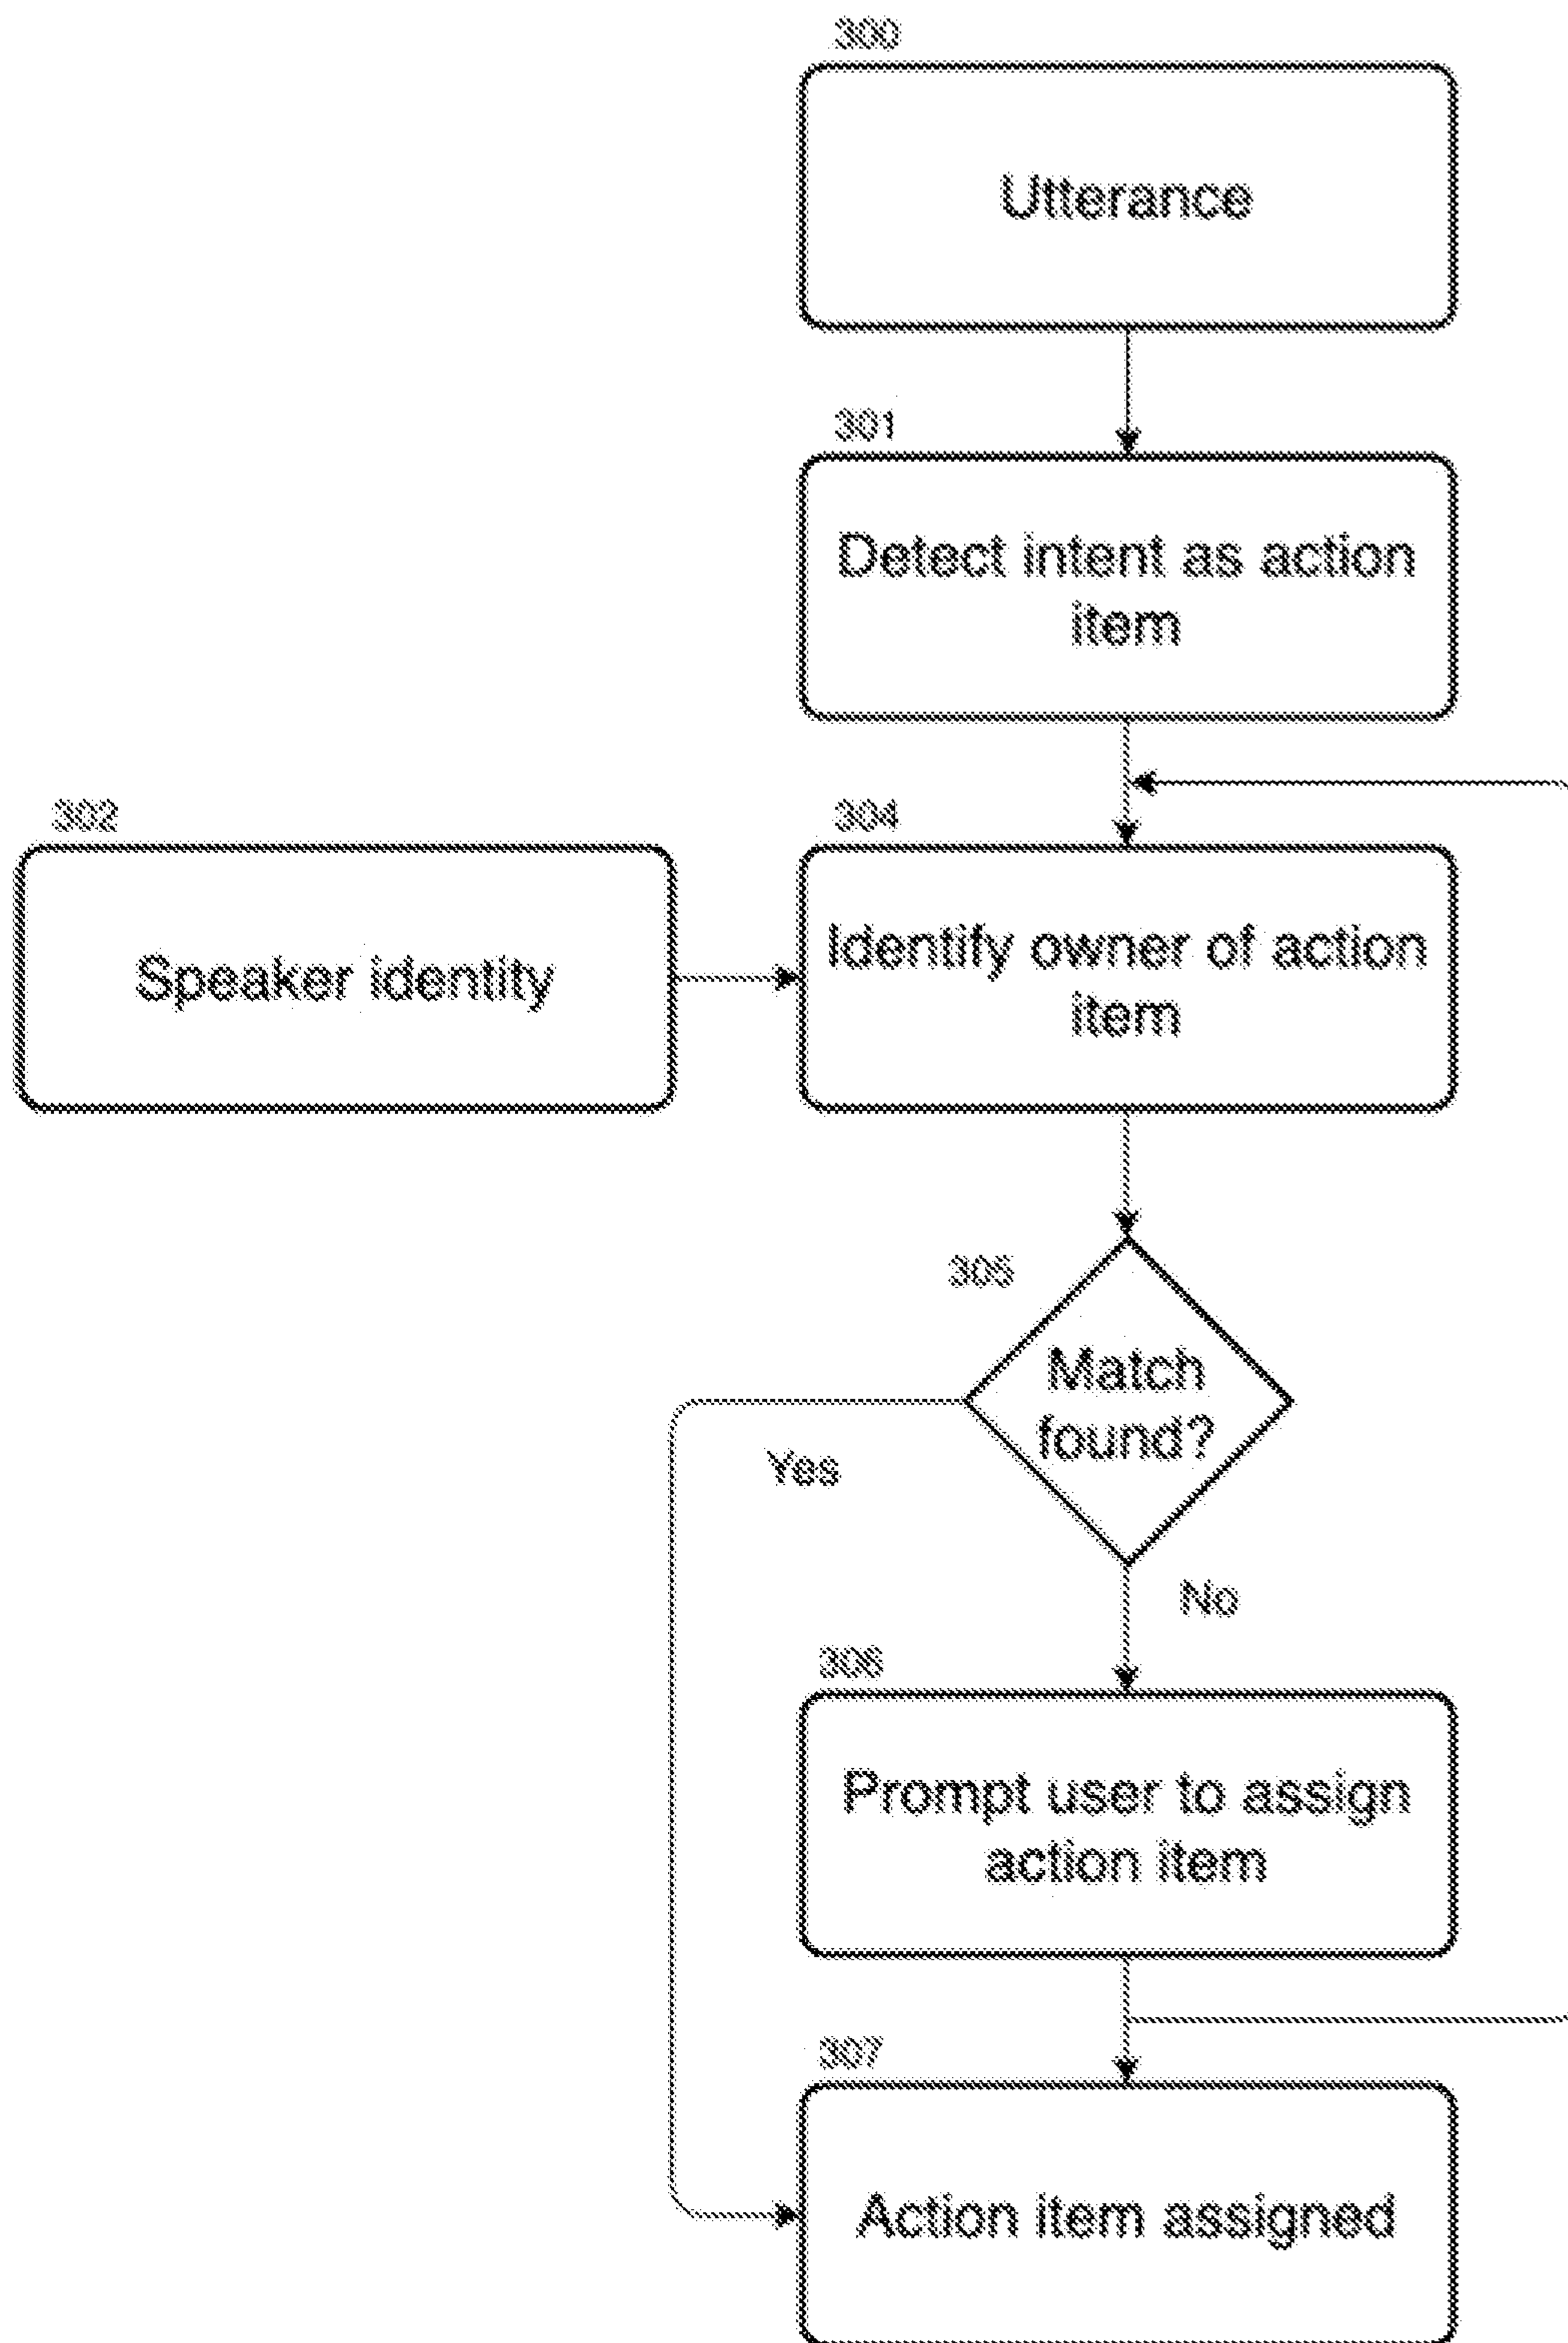 300
Utterance
301
Detect intent as action
item
302
Speaker identity
304
Identify owner of action
item
305
Match
found?
Yes
No
306
Prompt user to assign
action item
307
Action item assigned